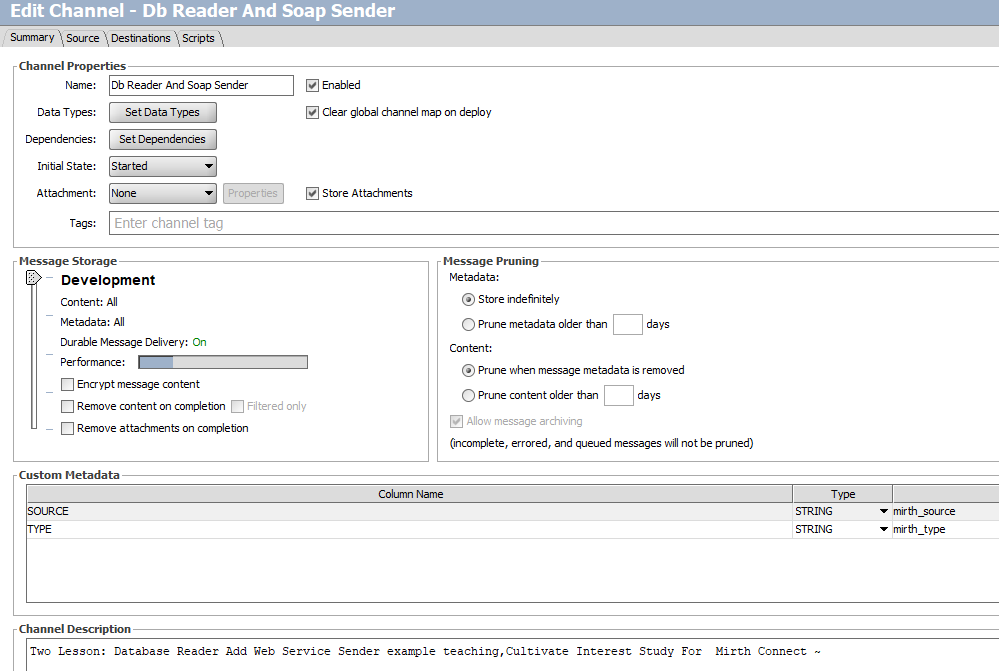 Edit Channel - Db Reader And Soap Sender
Summary Source Destinations Scripts
Channel Properties
Name: Db Reader And Soap Sender Enabled
Data Types: Set Data Types Clear global channel map on deploy
Dependencies: Set Dependencies
Initial State: Started
Attachment: None Properties Store Attachments
Tags: Enter channel tag
Message Storage
Development
Content: All
Metadata: All
Durable Message Delivery: On
Performance:
Encrypt message content
Remove content on completion Filtered only
Remove attachments on completion
Message Pruning
Metadata:
Store indefinitely
Prune metadata older than days
Content:
Prune when message metadata is removed
Prune content older than days
Allow message archiving
(incomplete, errored, and queued messages will not be pruned)
Custom Metadata
Column Name Type
SOURCE STRING mirth_source
TYPE STRING mirth_type
Channel Description
Two Lesson: Database Reader Add Web Service Sender example teaching,Cultivate Interest Study For  Mirth Connect ~